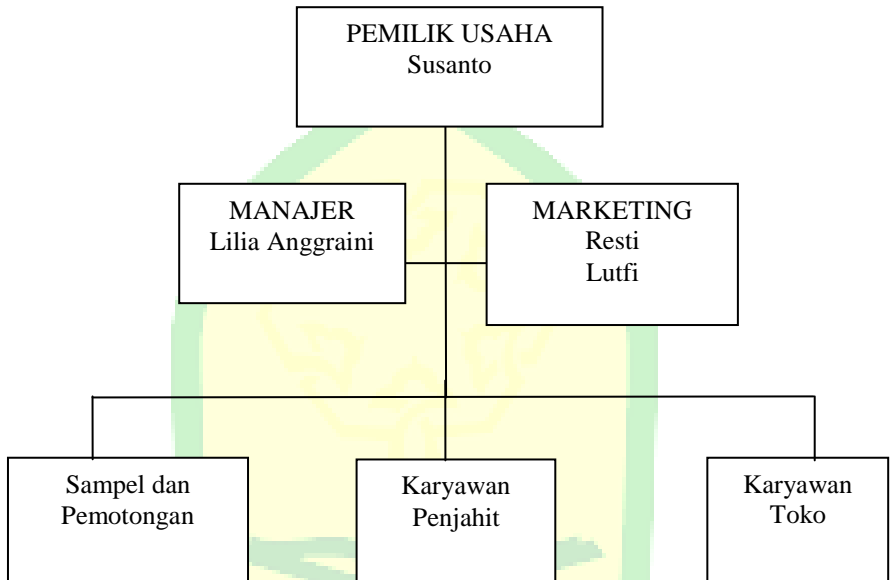 PEMILIK USAHA
Susanto
MANAJER
Lilia Anggraini
MARKETING
Resti
Lutfi
Sampel dan
Pemotongan
Karyawan
Penjahit
Karyawan
Toko